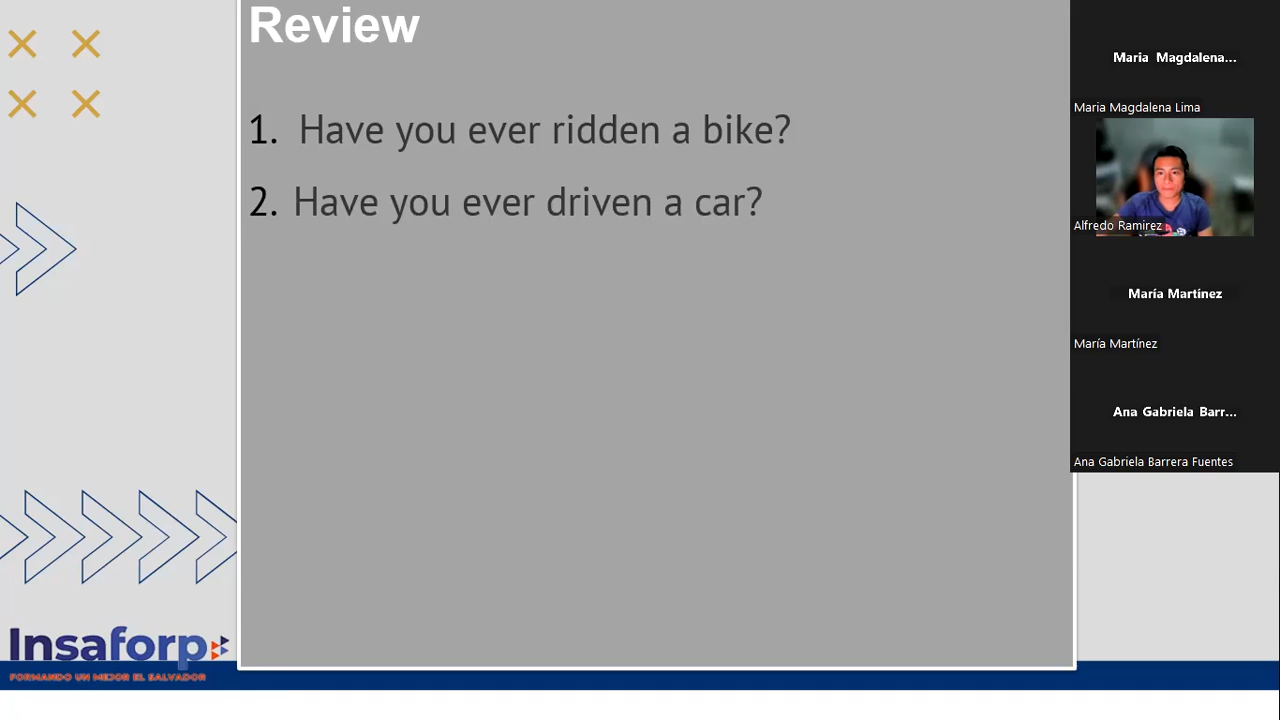 Review
1. Have you ever ridden a bike?
2. Have you ever driven a car?
Maria Magdalena...
Maria Magdalena Lima
Alfredo Ramirez
María Martínez
María Martínez
Ana Gabriela Barr...
Ana Gabriela Barrera Fuentes
Insaforp
FORMANDO UN MEJOR EL SALVADOR